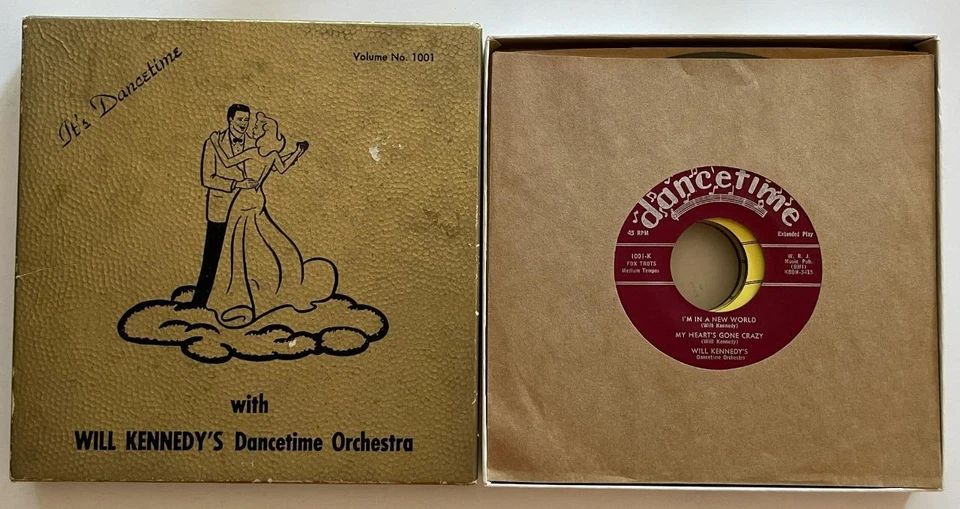 It's Dancetime
Volume No. 1001
with
WILL KENNEDY'S Dancetime Orchestra
dancetime
45 RPM
Extended Play
1001-K
FOX TROTS
Medium Tempos
W. B. J.
Music Pub.
(BMI)
I'M IN A NEW WORLD
(Will Kennedy)
MY HEART'S GONE CRAZY
(Will Kennedy)
WILL KENNEDY'S
Dancetime Orchestra